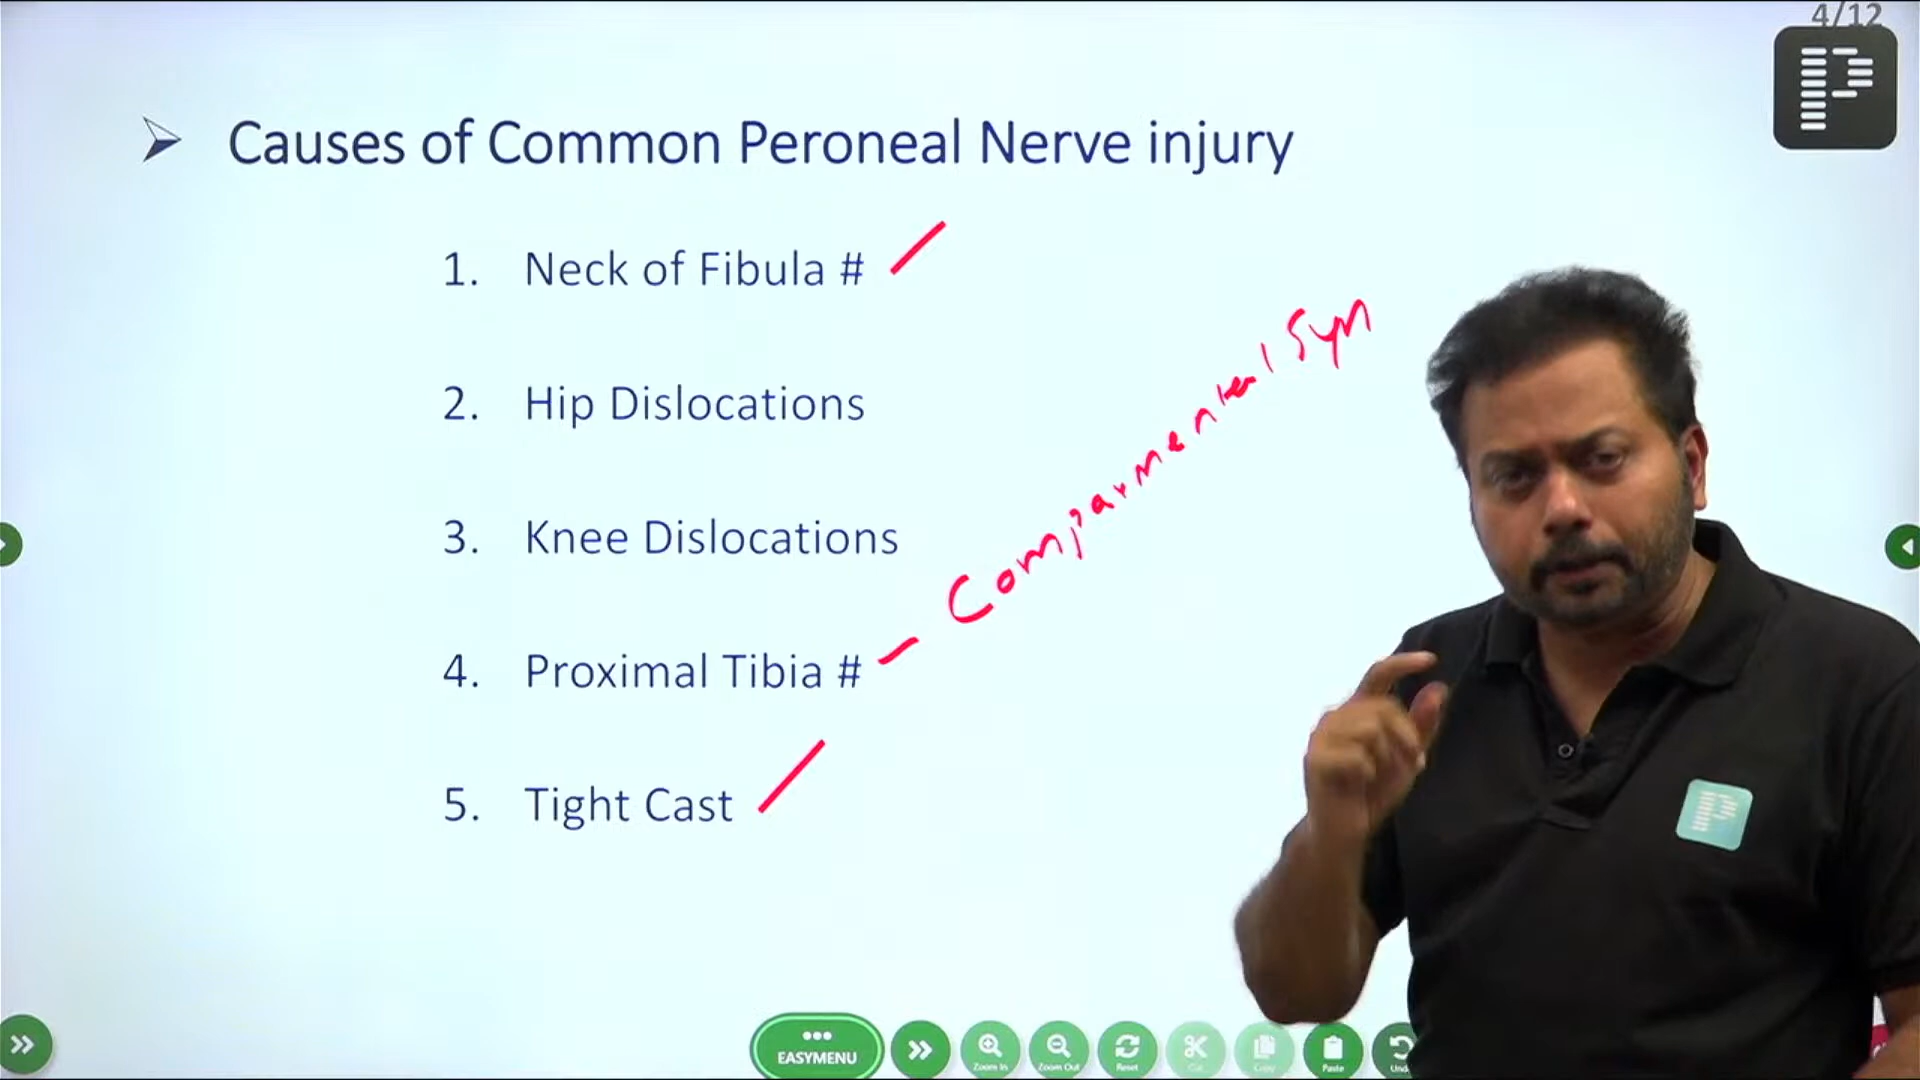 4/12
➢ Causes of Common Peroneal Nerve injury
1. Neck of Fibula #
2. Hip Dislocations
3. Knee Dislocations
4. Proximal Tibia # – Comparmental Syn
5. Tight Cast
EASYMENU
Zoom In
Zoom Out
Reset
Cut
Copy
Paste
Und